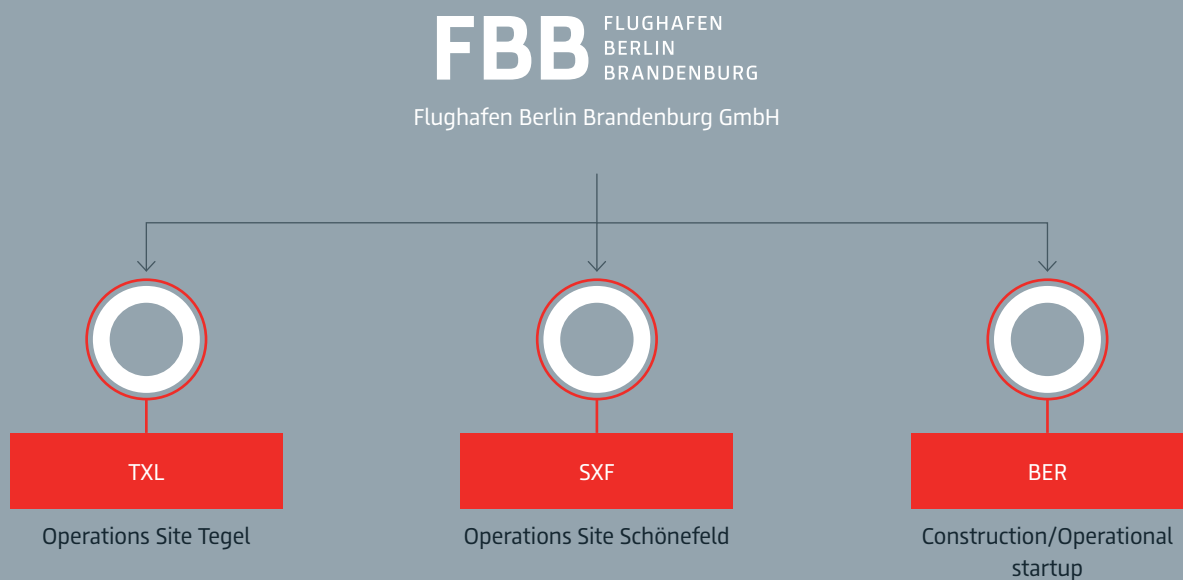 FBB
FLUGHAFEN
BERLIN
BRANDENBURG
Flughafen Berlin Brandenburg GmbH
TXL
SXF
BER
Operations Site Tegel
Operations Site Schönefeld
Construction/Operational
startup